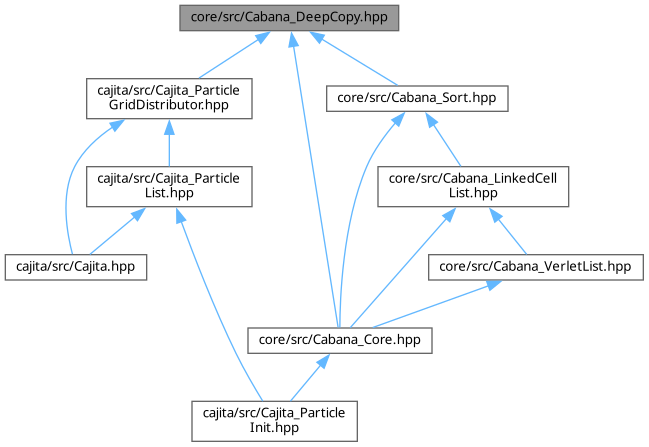 core/src/Cabana_DeepCopy.hpp
cajita/src/Cajita_Particle
GridDistributor.hpp
core/src/Cabana_Sort.hpp
cajita/src/Cajita_Particle
List.hpp
core/src/Cabana_LinkedCell
List.hpp
cajita/src/Cajita.hpp
core/src/Cabana_VerletList.hpp
core/src/Cabana_Core.hpp
cajita/src/Cajita_Particle
Init.hpp